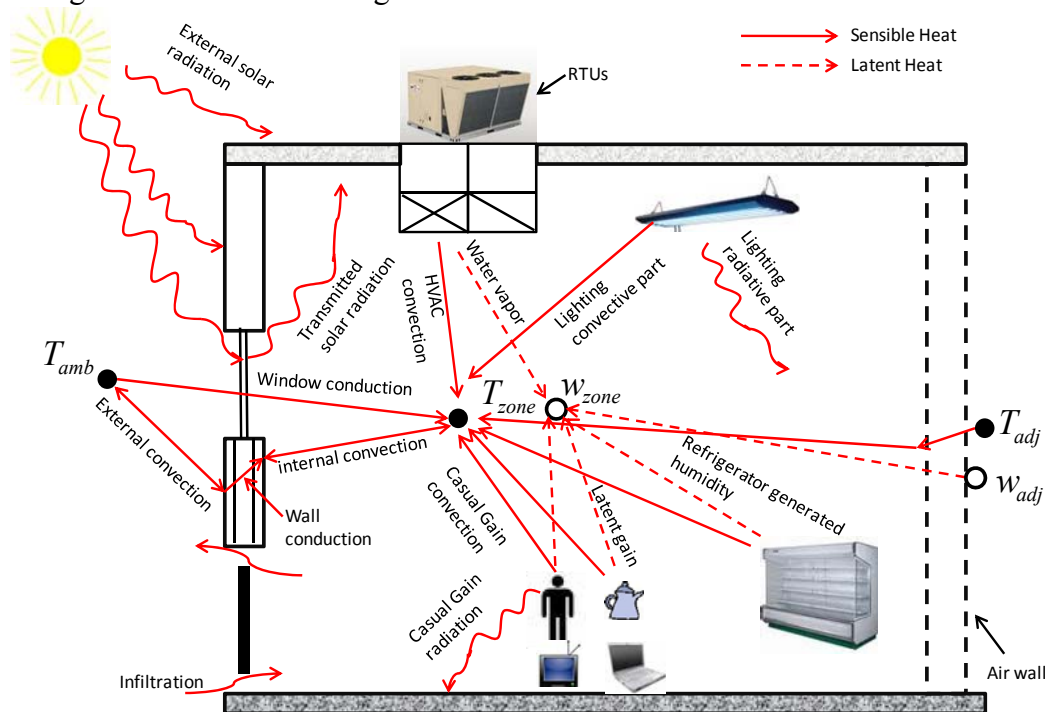 External solar
radiation
Sensible Heat
Latent Heat
RTUs
Transmitted
solar radiation
HVAC
convection
Water vapor
Lighting
convective part
Lighting
radiative part
T_amb
Window conduction
T_zone
w_zone
T_adj
w_adj
External convection
internal convection
Wall
conduction
Casual Gain
convection
Latent gain
Refrigerator generated
humidity
Casual Gain
radiation
Infiltration
Air wall